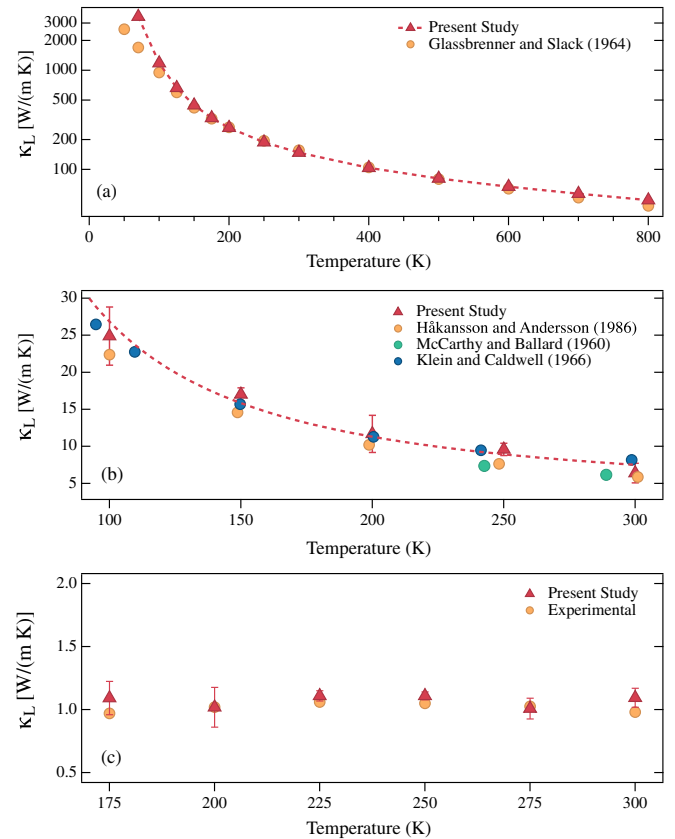 3000
2000
1000
500
200
100
κL [W/(m K)]
Present Study
Glassbrenner and Slack (1964)
(a)
0 200 400 600 800
Temperature (K)
30
25
20
15
10
5
κL [W/(m K)]
Present Study
Håkansson and Andersson (1986)
McCarthy and Ballard (1960)
Klein and Caldwell (1966)
(b)
100 150 200 250 300
Temperature (K)
2.0
1.5
1.0
0.5
κL [W/(m K)]
Present Study
Experimental
(c)
175 200 225 250 275 300
Temperature (K)